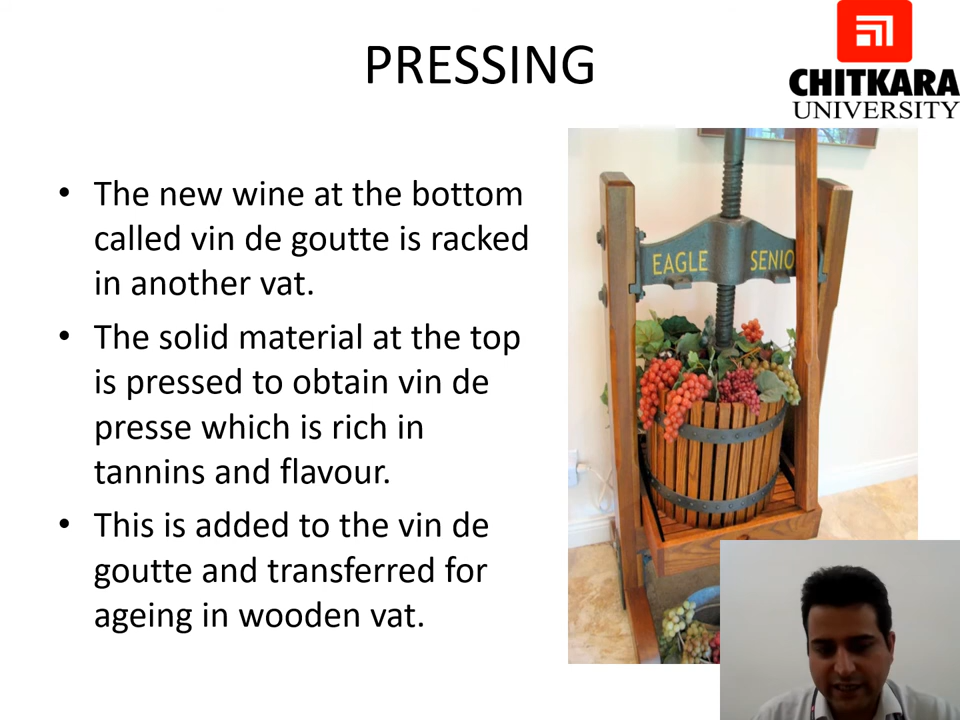 PRESSING
CHITKARA
UNIVERSITY
• The new wine at the bottom
called vin de goutte is racked
in another vat.
• The solid material at the top
is pressed to obtain vin de
presse which is rich in
tannins and flavour.
• This is added to the vin de
goutte and transferred for
ageing in wooden vat.
EAGLE SENIO